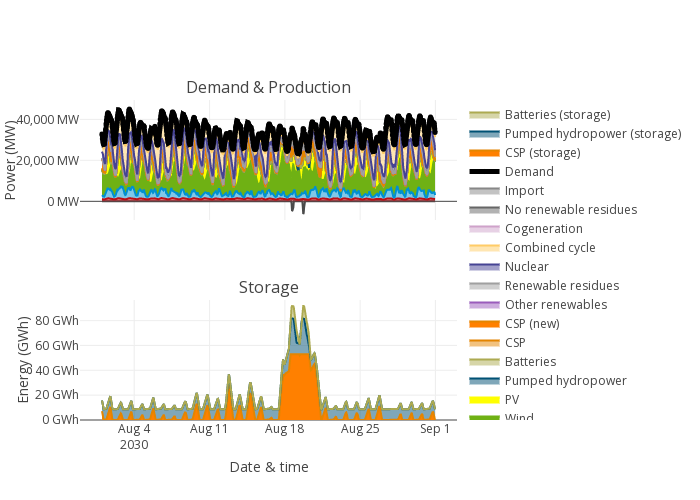 Demand & Production
Power (MW)
40,000 MW
20,000 MW
0 MW
Storage
Energy (GWh)
80 GWh
60 GWh
40 GWh
20 GWh
0 GWh
Aug 4
2030
Aug 11
Aug 18
Aug 25
Sep 1
Date & time
Batteries (storage)
Pumped hydropower (storage)
CSP (storage)
Demand
Import
No renewable residues
Cogeneration
Combined cycle
Nuclear
Renewable residues
Other renewables
CSP (new)
CSP
Batteries
Pumped hydropower
PV
Wind